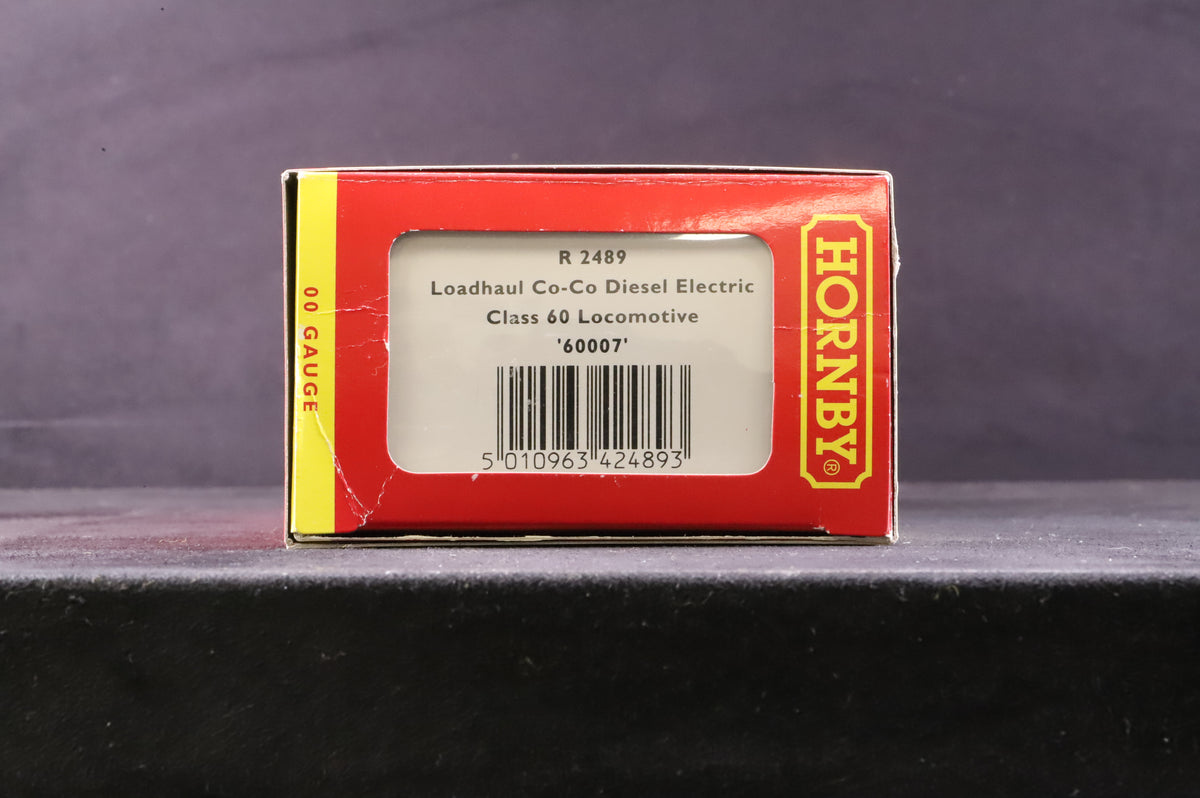 00 GAUGE
R 2489
Loadhaul Co-Co Diesel Electric
Class 60 Locomotive
'60007'
5 010963 424893
HORNBY®